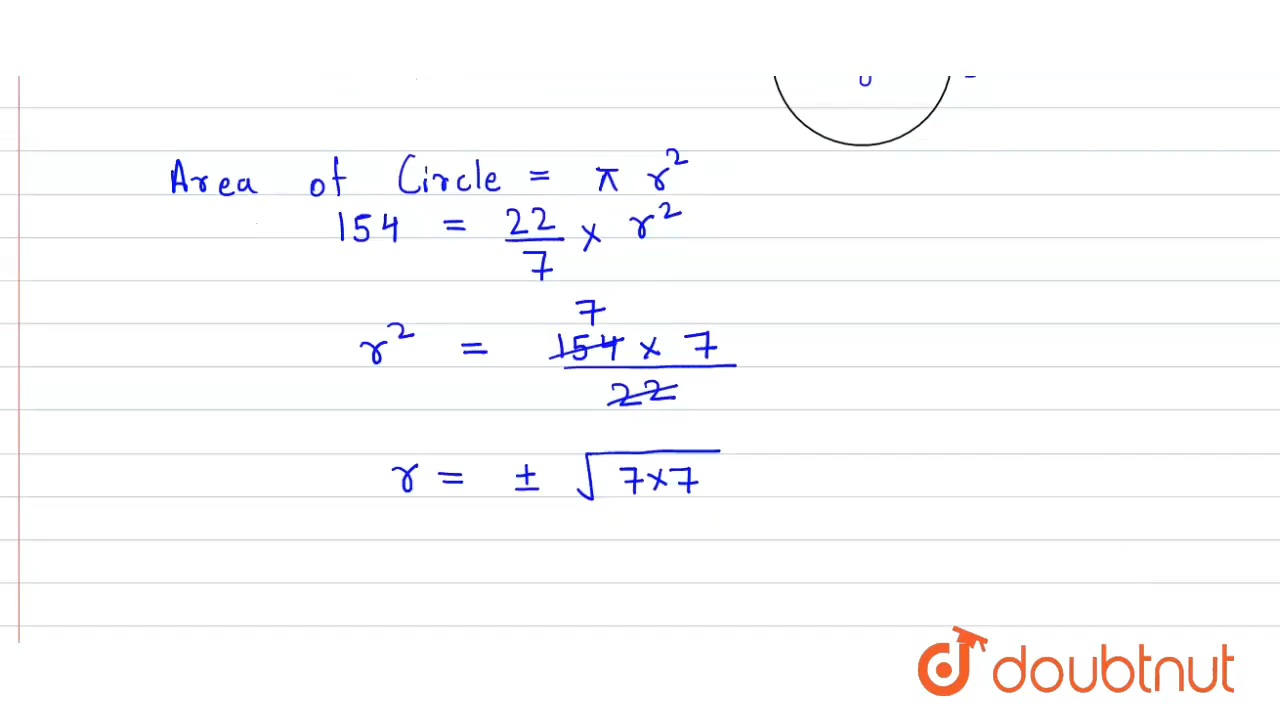 Area of Circle = π r²
154 = 22/7 × r²
7
r² = 154 × 7 / 22
r = ± √7×7
doubtnut